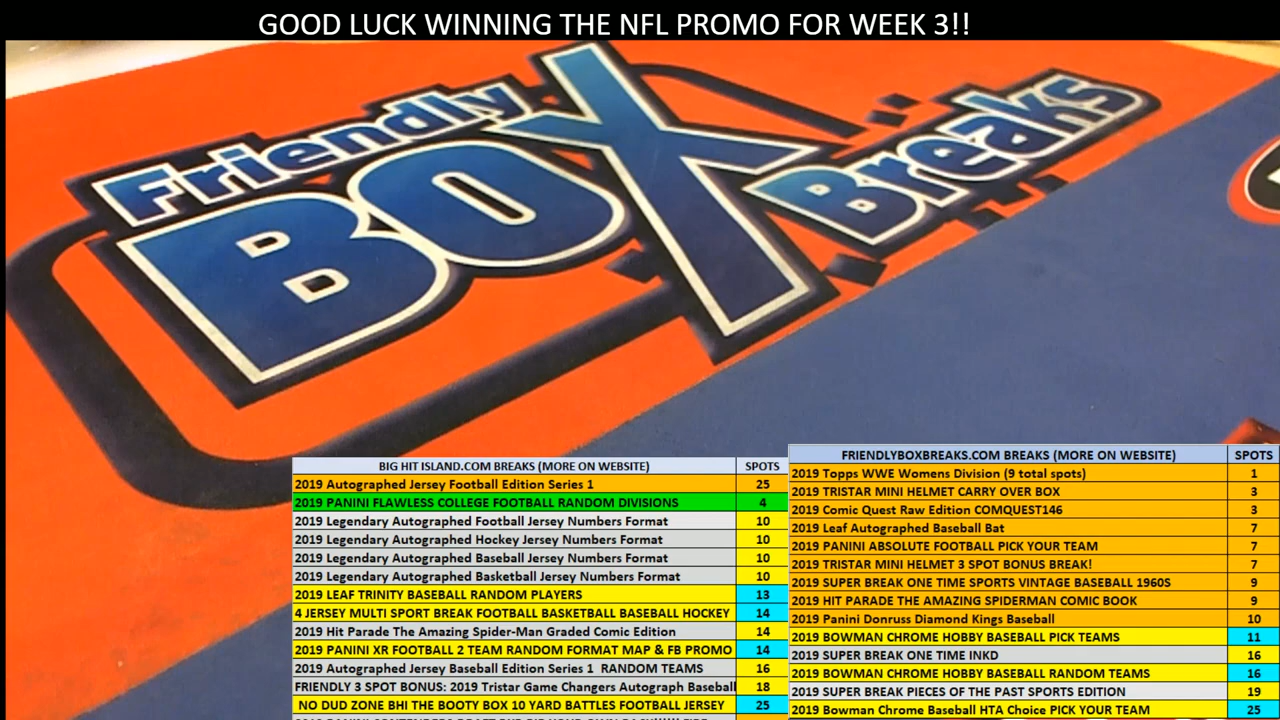 GOOD LUCK WINNING THE NFL PROMO FOR WEEK 3!!
Friendly
BOX
Breaks
BIG HIT ISLAND.COM BREAKS (MORE ON WEBSITE) SPOTS
2019 Autographed Jersey Football Edition Series 1 25
2019 PANINI FLAWLESS COLLEGE FOOTBALL RANDOM DIVISIONS 4
2019 Legendary Autographed Football Jersey Numbers Format 10
2019 Legendary Autographed Hockey Jersey Numbers Format 10
2019 Legendary Autographed Baseball Jersey Numbers Format 10
2019 Legendary Autographed Basketball Jersey Numbers Format 10
2019 LEAF TRINITY BASEBALL RANDOM PLAYERS 13
4 JERSEY MULTI SPORT BREAK FOOTBALL BASKETBALL BASEBALL HOCKEY 14
2019 Hit Parade The Amazing Spider-Man Graded Comic Edition 14
2019 PANINI XR FOOTBALL 2 TEAM RANDOM FORMAT MAP & FB PROMO 14
2019 Autographed Jersey Baseball Edition Series 1 RANDOM TEAMS 16
FRIENDLY 3 SPOT BONUS: 2019 Tristar Game Changers Autograph Baseball 18
NO DUD ZONE BHI THE BOOTY BOX 10 YARD BATTLES FOOTBALL JERSEY 25
FRIENDLYBOXBREAKS.COM BREAKS (MORE ON WEBSITE) SPOTS
2019 Topps WWE Womens Division (9 total spots) 1
2019 TRISTAR MINI HELMET CARRY OVER BOX 3
2019 Comic Quest Raw Edition COMQUEST146 3
2019 Leaf Autographed Baseball Bat 7
2019 PANINI ABSOLUTE FOOTBALL PICK YOUR TEAM 7
2019 TRISTAR MINI HELMET 3 SPOT BONUS BREAK! 7
2019 SUPER BREAK ONE TIME SPORTS VINTAGE BASEBALL 1960S 9
2019 HIT PARADE THE AMAZING SPIDERMAN COMIC BOOK 9
2019 Panini Donruss Diamond Kings Baseball 10
2019 BOWMAN CHROME HOBBY BASEBALL PICK TEAMS 11
2019 SUPER BREAK ONE TIME INKD 16
2019 BOWMAN CHROME HOBBY BASEBALL RANDOM TEAMS 16
2019 SUPER BREAK PIECES OF THE PAST SPORTS EDITION 19
2019 Bowman Chrome Baseball HTA Choice PICK YOUR TEAM 25